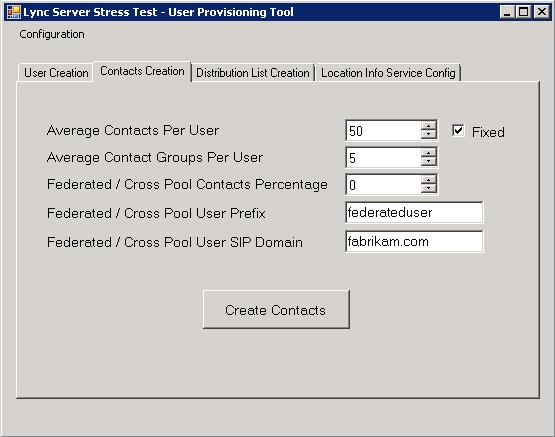 Lync Server Stress Test - User Provisioning Tool
Configuration
User Creation Contacts Creation Distribution List Creation Location Info Service Config
Average Contacts Per User 50 Fixed
Average Contact Groups Per User 5
Federated / Cross Pool Contacts Percentage 0
Federated / Cross Pool User Prefix federateduser
Federated / Cross Pool User SIP Domain fabrikam.com
Create Contacts